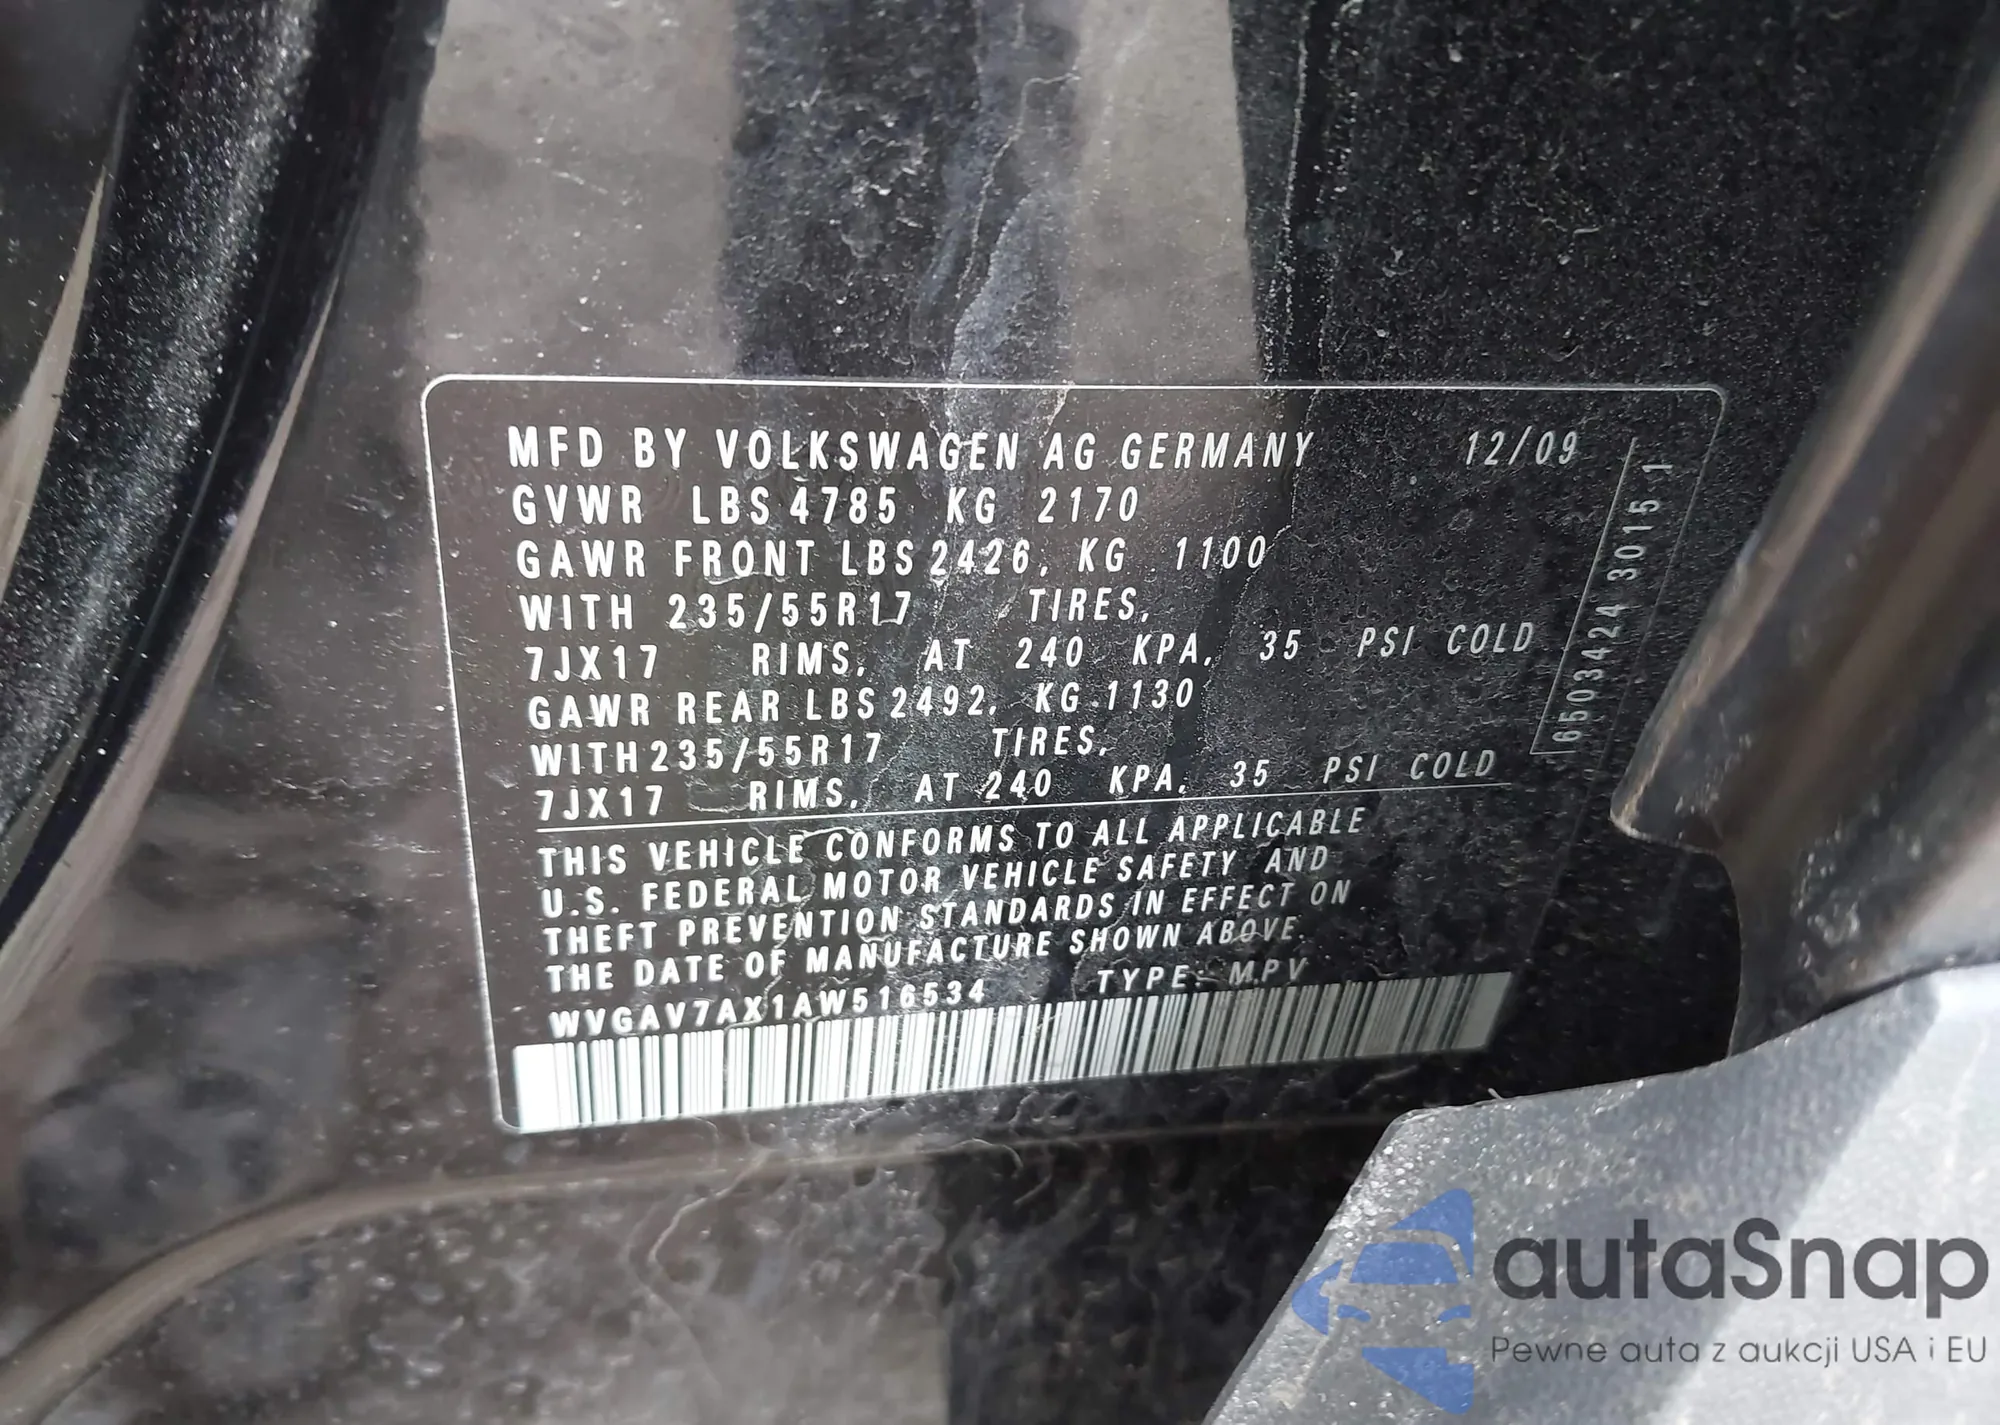 MFD BY VOLKSWAGEN AG GERMANY 12/09
GVWR LBS 4785 KG 2170
GAWR FRONT LBS 2426, KG 1100
WITH 235/55R17 TIRES,
7JX17 RIMS, AT 240 KPA, 35 PSI COLD
GAWR REAR LBS 2492, KG 1130
WITH 235/55R17 TIRES,
7JX17 RIMS, AT 240 KPA, 35 PSI COLD
THIS VEHICLE CONFORMS TO ALL APPLICABLE
U.S. FEDERAL MOTOR VEHICLE SAFETY AND
THEFT PREVENTION STANDARDS IN EFFECT ON
THE DATE OF MANUFACTURE SHOWN ABOVE.
WVGAV7AX1AW516534 TYPE: MPV
6503424 3015.1
autaSnap
Pewne auta z aukcji USA i EU